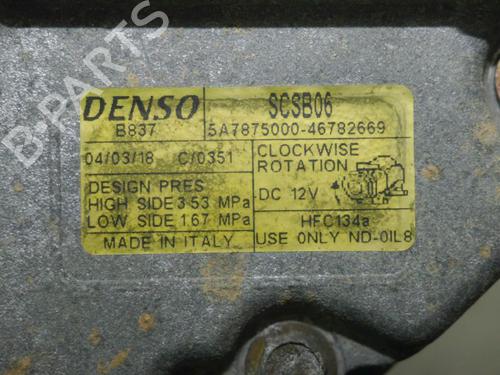 B-PARTS
DENSO
SCSB06
B837
5A7875000-46782669
04/03/18 C/0351
CLOCKWISE
ROTATION
DESIGN PRES
HIGH SIDE 3 53 MPa
LOW SIDE 1 67 MPa
DC 12V
HFC134a
MADE IN ITALY
USE ONLY ND-OIL8